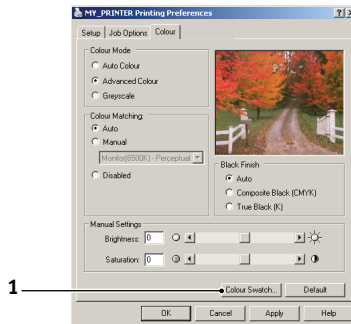 MY_PRINTER Printing Preferences
Setup Job Options Colour
Colour Mode
Auto Colour
Advanced Colour
Greyscale
Colour Matching:
Auto
Manual
Monitor(6500K) - Perceptual
Disabled
Black Finish
Auto
Composite Black (CMYK)
True Black (K)
Manual Settings
Brightness: 0
Saturation: 0
1
Colour Swatch... Default
OK Cancel Apply Help